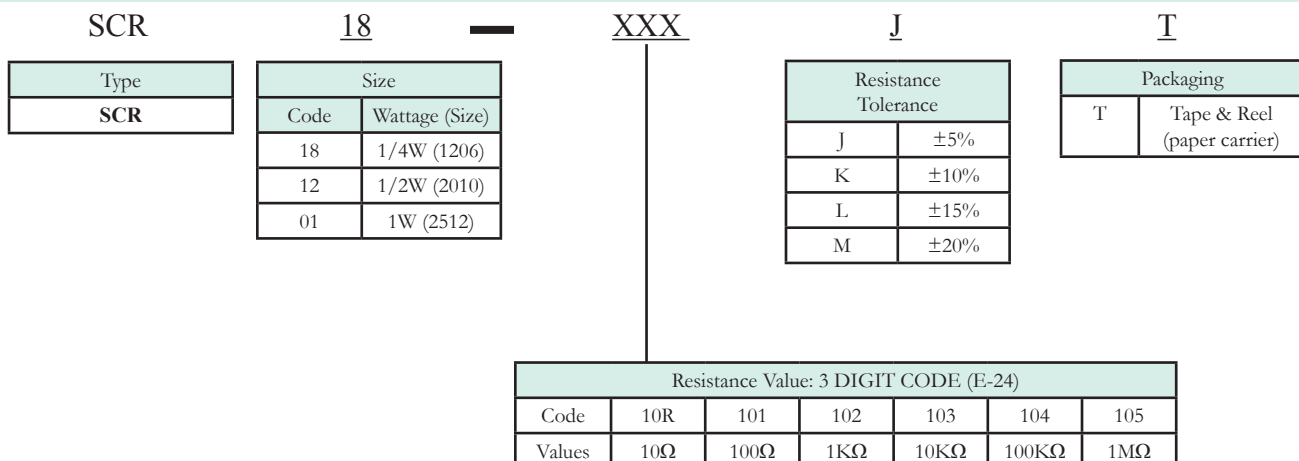 SCR 18 — XXX J T
Type
SCR
Size
Code Wattage (Size)
18 1/4W (1206)
12 1/2W (2010)
01 1W (2512)
Resistance
Tolerance
J ±5%
K ±10%
L ±15%
M ±20%
Packaging
T Tape & Reel
(paper carrier)
Resistance Value: 3 DIGIT CODE (E-24)
Code 10R 101 102 103 104 105
Values 10Ω 100Ω 1KΩ 10KΩ 100KΩ 1MΩ